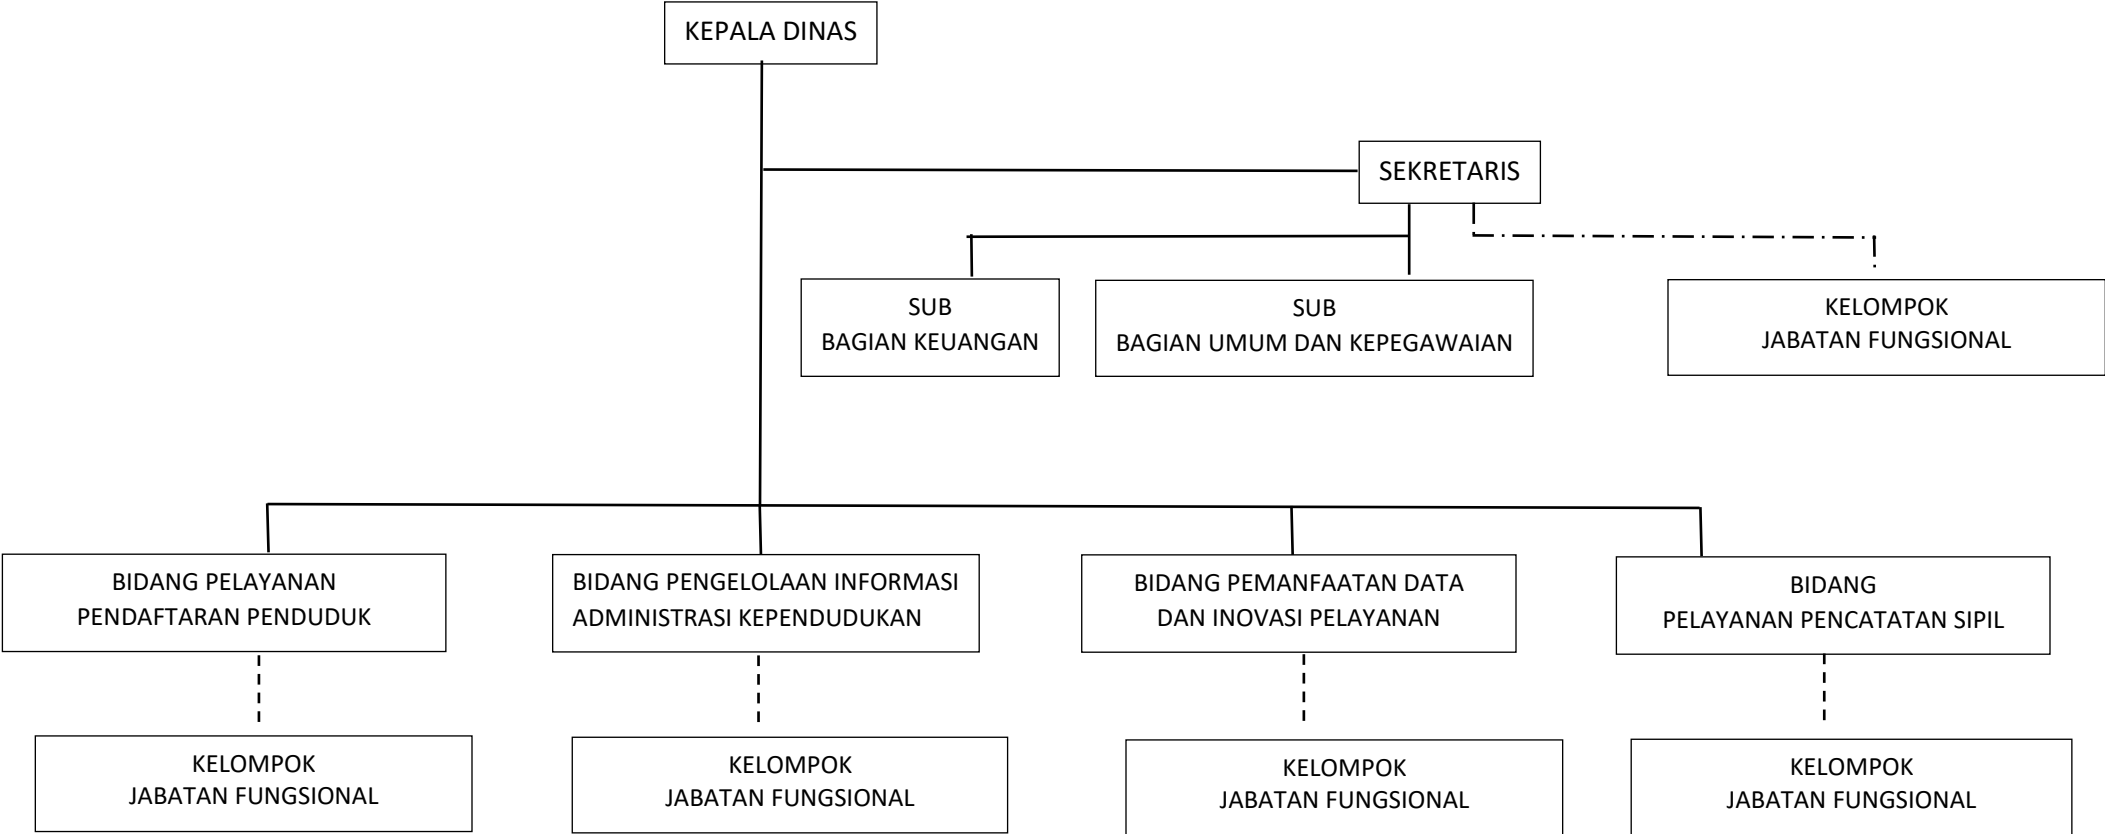 KEPALA DINAS
SEKRETARIS
SUB
BAGIAN KEUANGAN
SUB
BAGIAN UMUM DAN KEPEGAWAIAN
KELOMPOK
JABATAN FUNGSIONAL
BIDANG PELAYANAN
PENDAFTARAN PENDUDUK
BIDANG PENGELOLAAN INFORMASI
ADMINISTRASI KEPENDUDUKAN
BIDANG PEMANFAATAN DATA
DAN INOVASI PELAYANAN
BIDANG
PELAYANAN PENCATATAN SIPIL
KELOMPOK
JABATAN FUNGSIONAL
KELOMPOK
JABATAN FUNGSIONAL
KELOMPOK
JABATAN FUNGSIONAL
KELOMPOK
JABATAN FUNGSIONAL